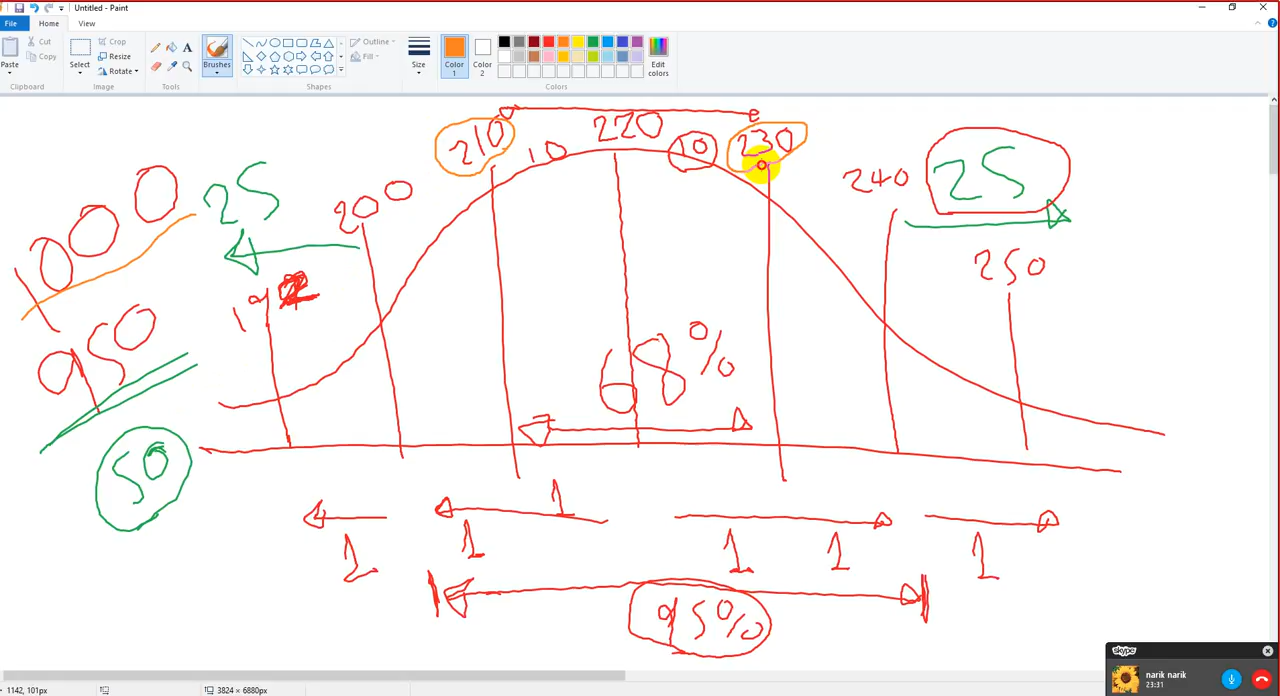 Untitled - Paint
File Home View
Cut
Copy
Paste
Clipboard
Select
Crop
Resize
Rotate
Image
Tools
Brushes
Shapes
Outline
Fill
Size
Color 1
Color 2
Edit colors
Colors
210 220 230
10 10
240 25
1000 25 200
250
950
68%
50
1
1 1 1 1 1
95%
skype
narik narik
23:31
1142, 101px
3824 × 6880px